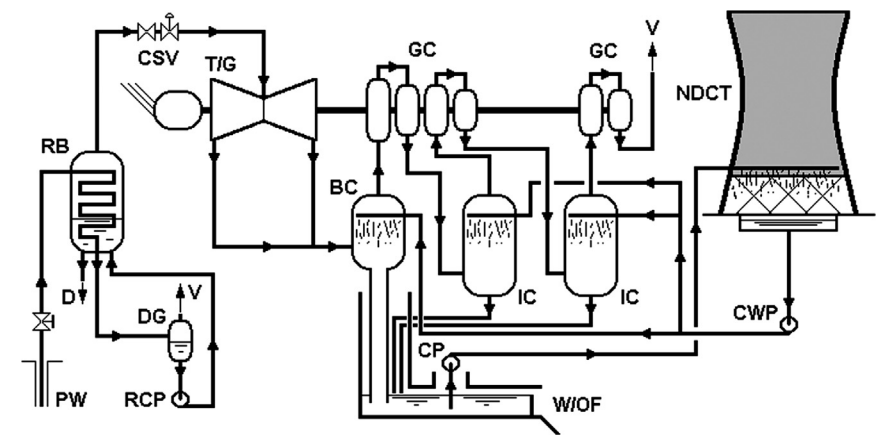 CSV
T/G
GC
GC
V
NDCT
RB
BC
D
DG
V
IC
IC
CWP
CP
PW
RCP
W/OF